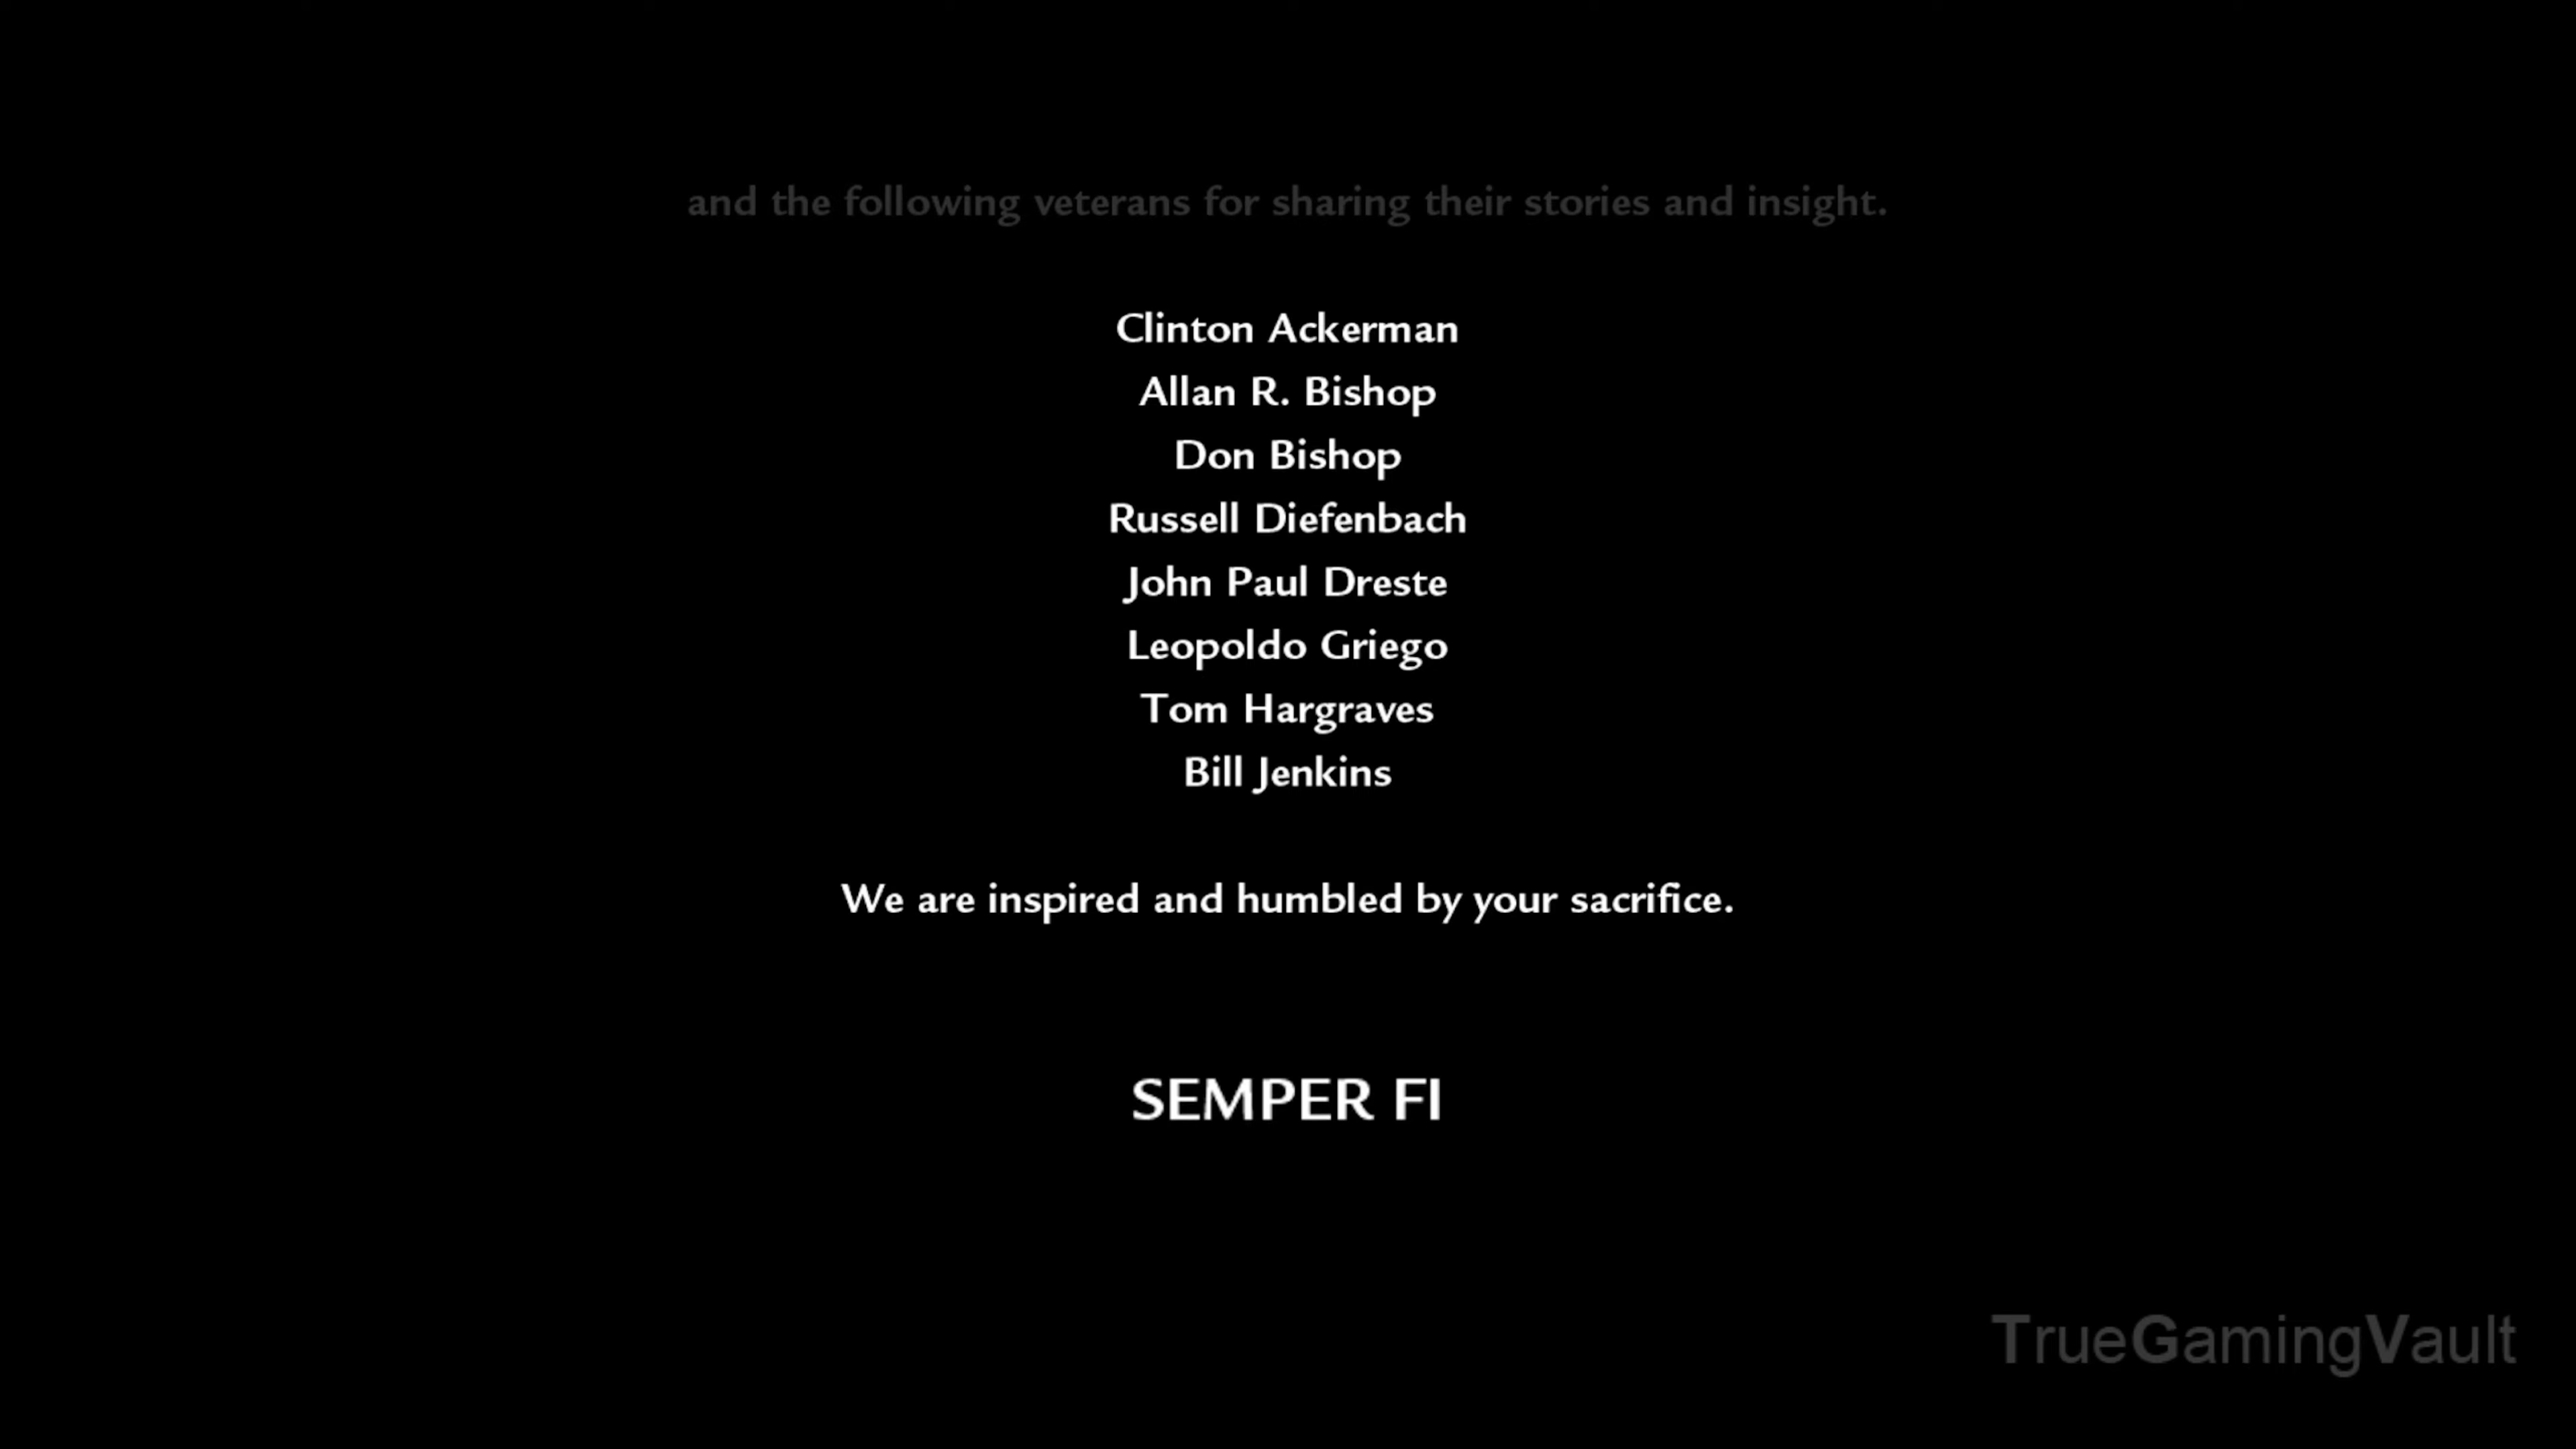 and the following veterans for sharing their stories and insight.
Clinton Ackerman
Allan R. Bishop
Don Bishop
Russell Diefenbach
John Paul Dreste
Leopoldo Griego
Tom Hargraves
Bill Jenkins
We are inspired and humbled by your sacrifice.
SEMPER FI
TrueGamingVault